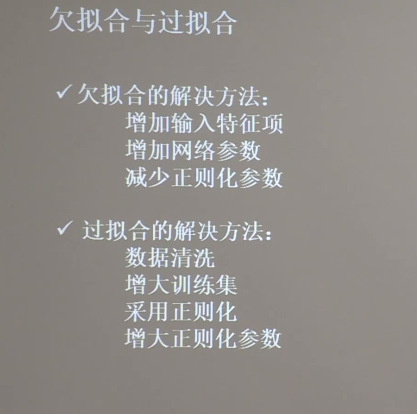 欠拟合与过拟合
✓欠拟合的解决方法：
增加输入特征项
增加网络参数
减少正则化参数
✓过拟合的解决方法：
数据清洗
增大训练集
采用正则化
增大正则化参数